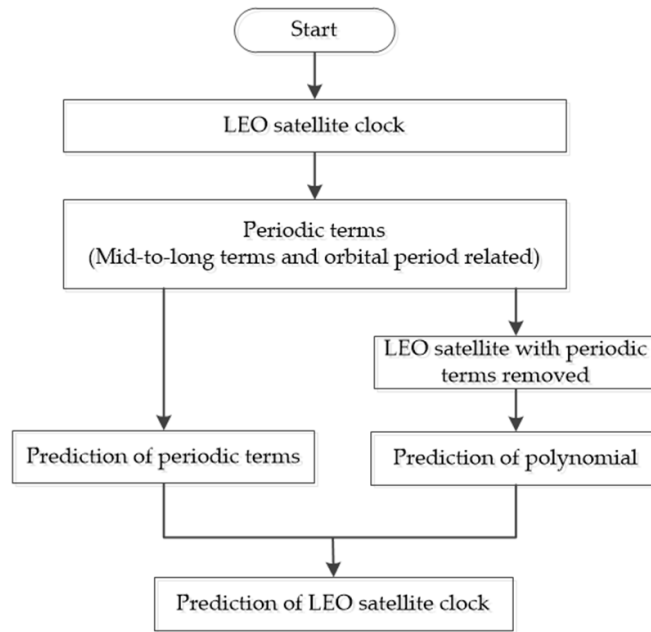 Start
LEO satellite clock
Periodic terms
(Mid-to-long terms and orbital period related)
LEO satellite with periodic
terms removed
Prediction of periodic terms
Prediction of polynomial
Prediction of LEO satellite clock